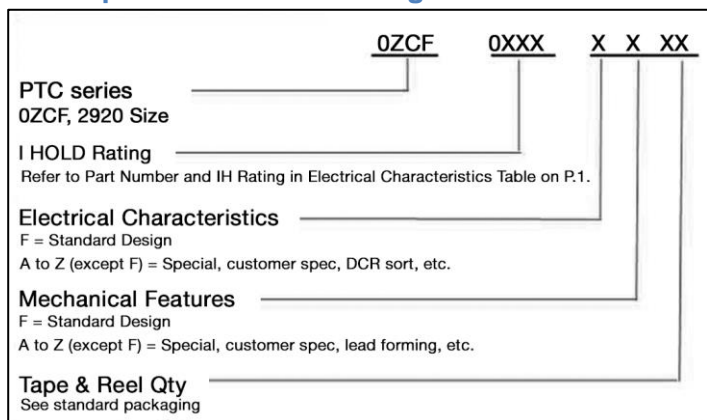 0ZCF 0XXX X X XX
PTC series
0ZCF, 2920 Size
I HOLD Rating
Refer to Part Number and IH Rating in Electrical Characteristics Table on P.1.
Electrical Characteristics
F = Standard Design
A to Z (except F) = Special, customer spec, DCR sort, etc.
Mechanical Features
F = Standard Design
A to Z (except F) = Special, customer spec, lead forming, etc.
Tape & Reel Qty
See standard packaging